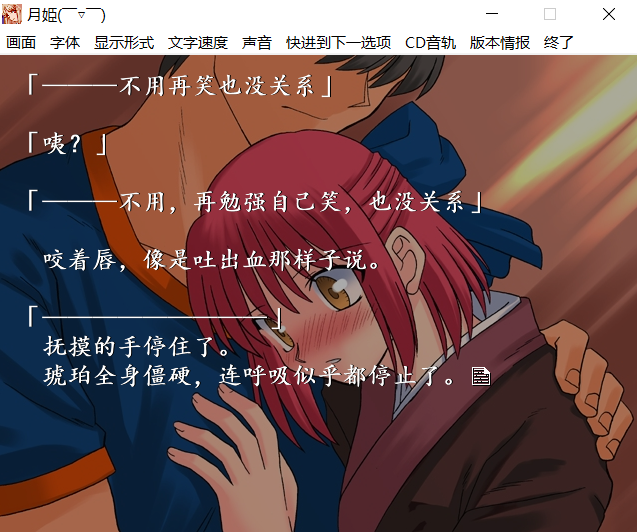 月姫(￣▽￣)
画面 字体 显示形式 文字速度 声音 快进到下一选项 CD音轨 版本情报 终了
「────不用再笑也没关系」
「咦？」
「────不用，再勉强自己笑，也没关系」
咬着唇，像是吐出血那样子说。
「────────────」
抚摸的手停住了。
琥珀全身僵硬，连呼吸似乎都停止了。